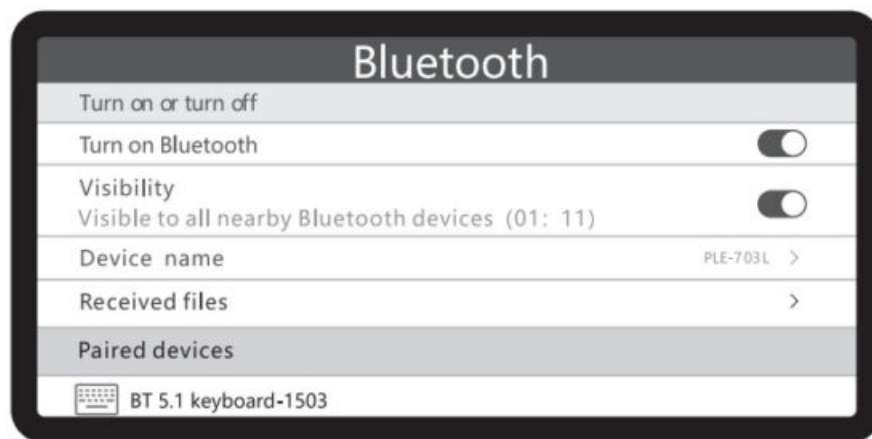 Bluetooth
Turn on or turn off
Turn on Bluetooth
Visibility
Visible to all nearby Bluetooth devices (01: 11)
Device name PLE-703L >
Received files >
Paired devices
BT 5.1 keyboard-1503